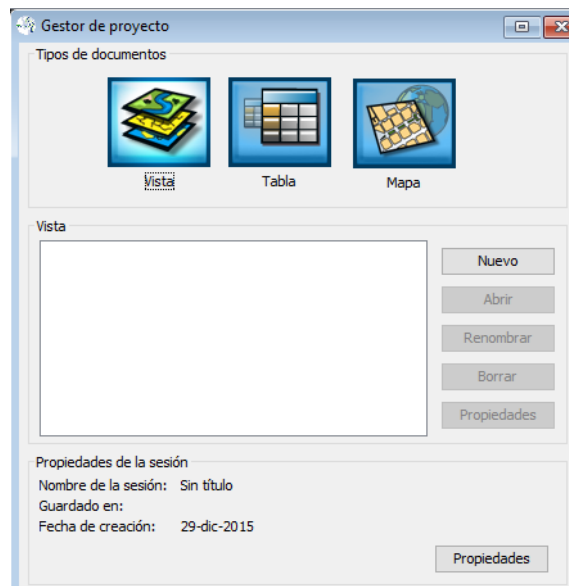 Gestor de proyecto
Tipos de documentos
Vista Tabla Mapa
Vista
Nuevo
Abrir
Renombrar
Borrar
Propiedades
Propiedades de la sesión
Nombre de la sesión: Sin título
Guardado en:
Fecha de creación: 29-dic-2015
Propiedades